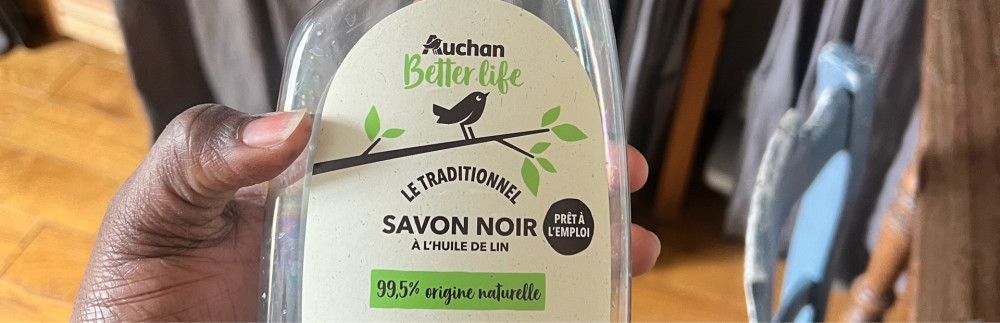 Auchan
Better life
LE TRADITIONNEL
SAVON NOIR
À L'HUILE DE LIN
PRÊT À
L'EMPLOI
99,5% origine naturelle